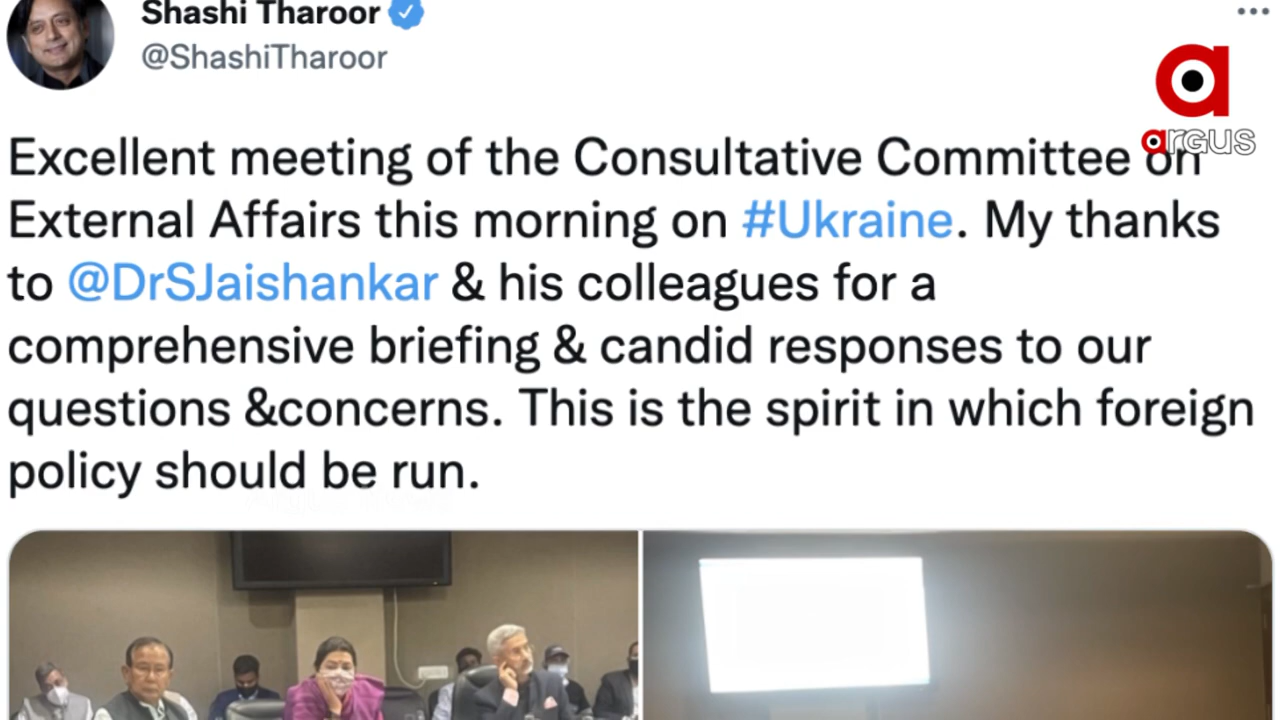 Shashi Tharoor
@ShashiTharoor
argus
Excellent meeting of the Consultative Committee on
External Affairs this morning on #Ukraine. My thanks
to @DrSJaishankar & his colleagues for a
comprehensive briefing & candid responses to our
questions &concerns. This is the spirit in which foreign
policy should be run.